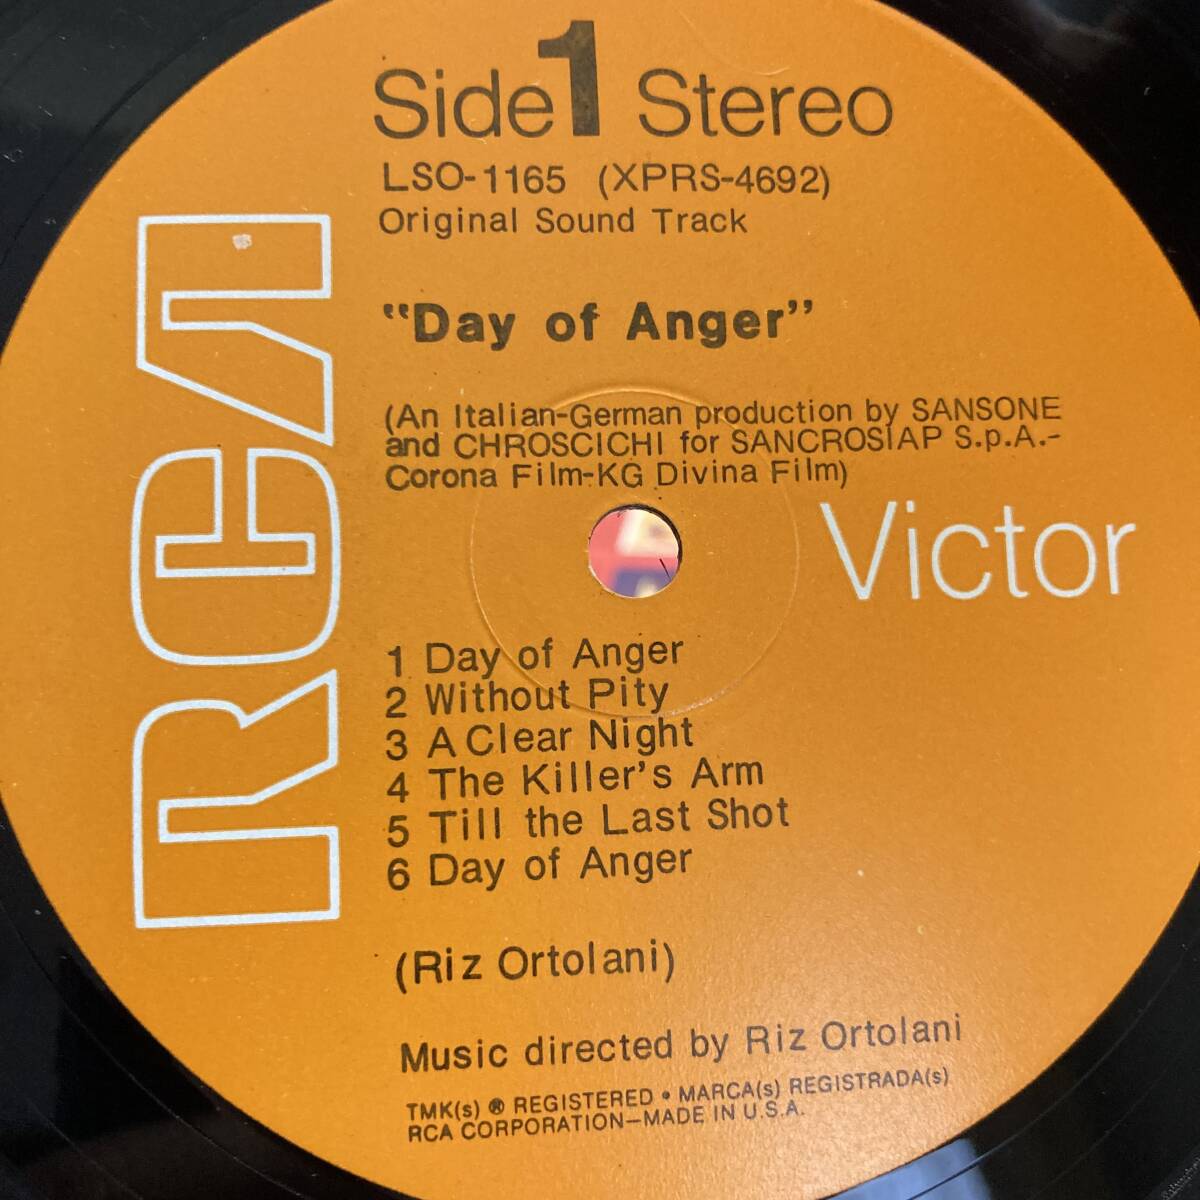 Side 1 Stereo
LSO-1165 (XPRS-4692)
Original Sound Track
"Day of Anger"
(An Italian-German production by SANSONE
and CHROSCICHI for SANCROSIAP S.p.A.-
Corona Film-KG Divina Film)
RCA
Victor
1 Day of Anger
2 Without Pity
3 A Clear Night
4 The Killer's Arm
5 Till the Last Shot
6 Day of Anger
(Riz Ortolani)
Music directed by Riz Ortolani
TMK(s) ® REGISTERED • MARCA(s) REGISTRADA(s)
RCA CORPORATION—MADE IN U.S.A.